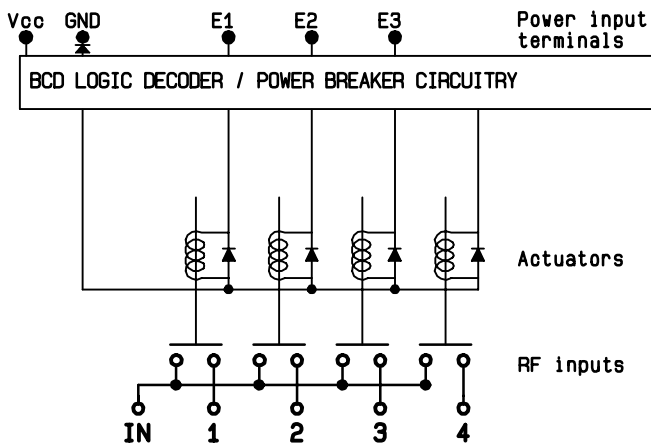 Vcc GND E1 E2 E3 Power input
terminals
BCD LOGIC DECODER / POWER BREAKER CIRCUITRY
Actuators
RF inputs
IN 1 2 3 4